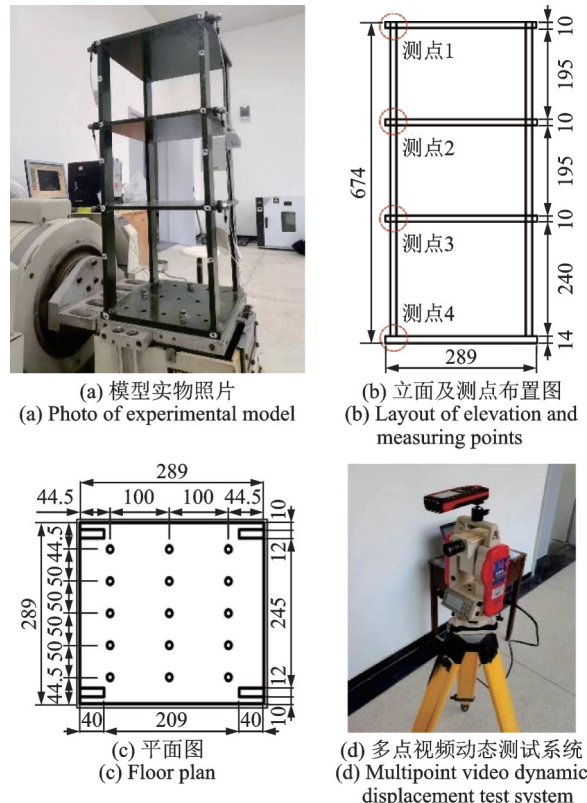 10
测点1
195
10
测点2
195
674
10
测点3
240
测点4
14
289
(a) 模型实物照片
(a) Photo of experimental model
(b) 立面及测点布置图
(b) Layout of elevation and
measuring points
289
44.5 100 100 44.5
10
44.5
12
50
50
289
245
50
50
44.5
12
10
40 209 40
(c) 平面图
(c) Floor plan
(d) 多点视频动态测试系统
(d) Multipoint video dynamic
displacement test system